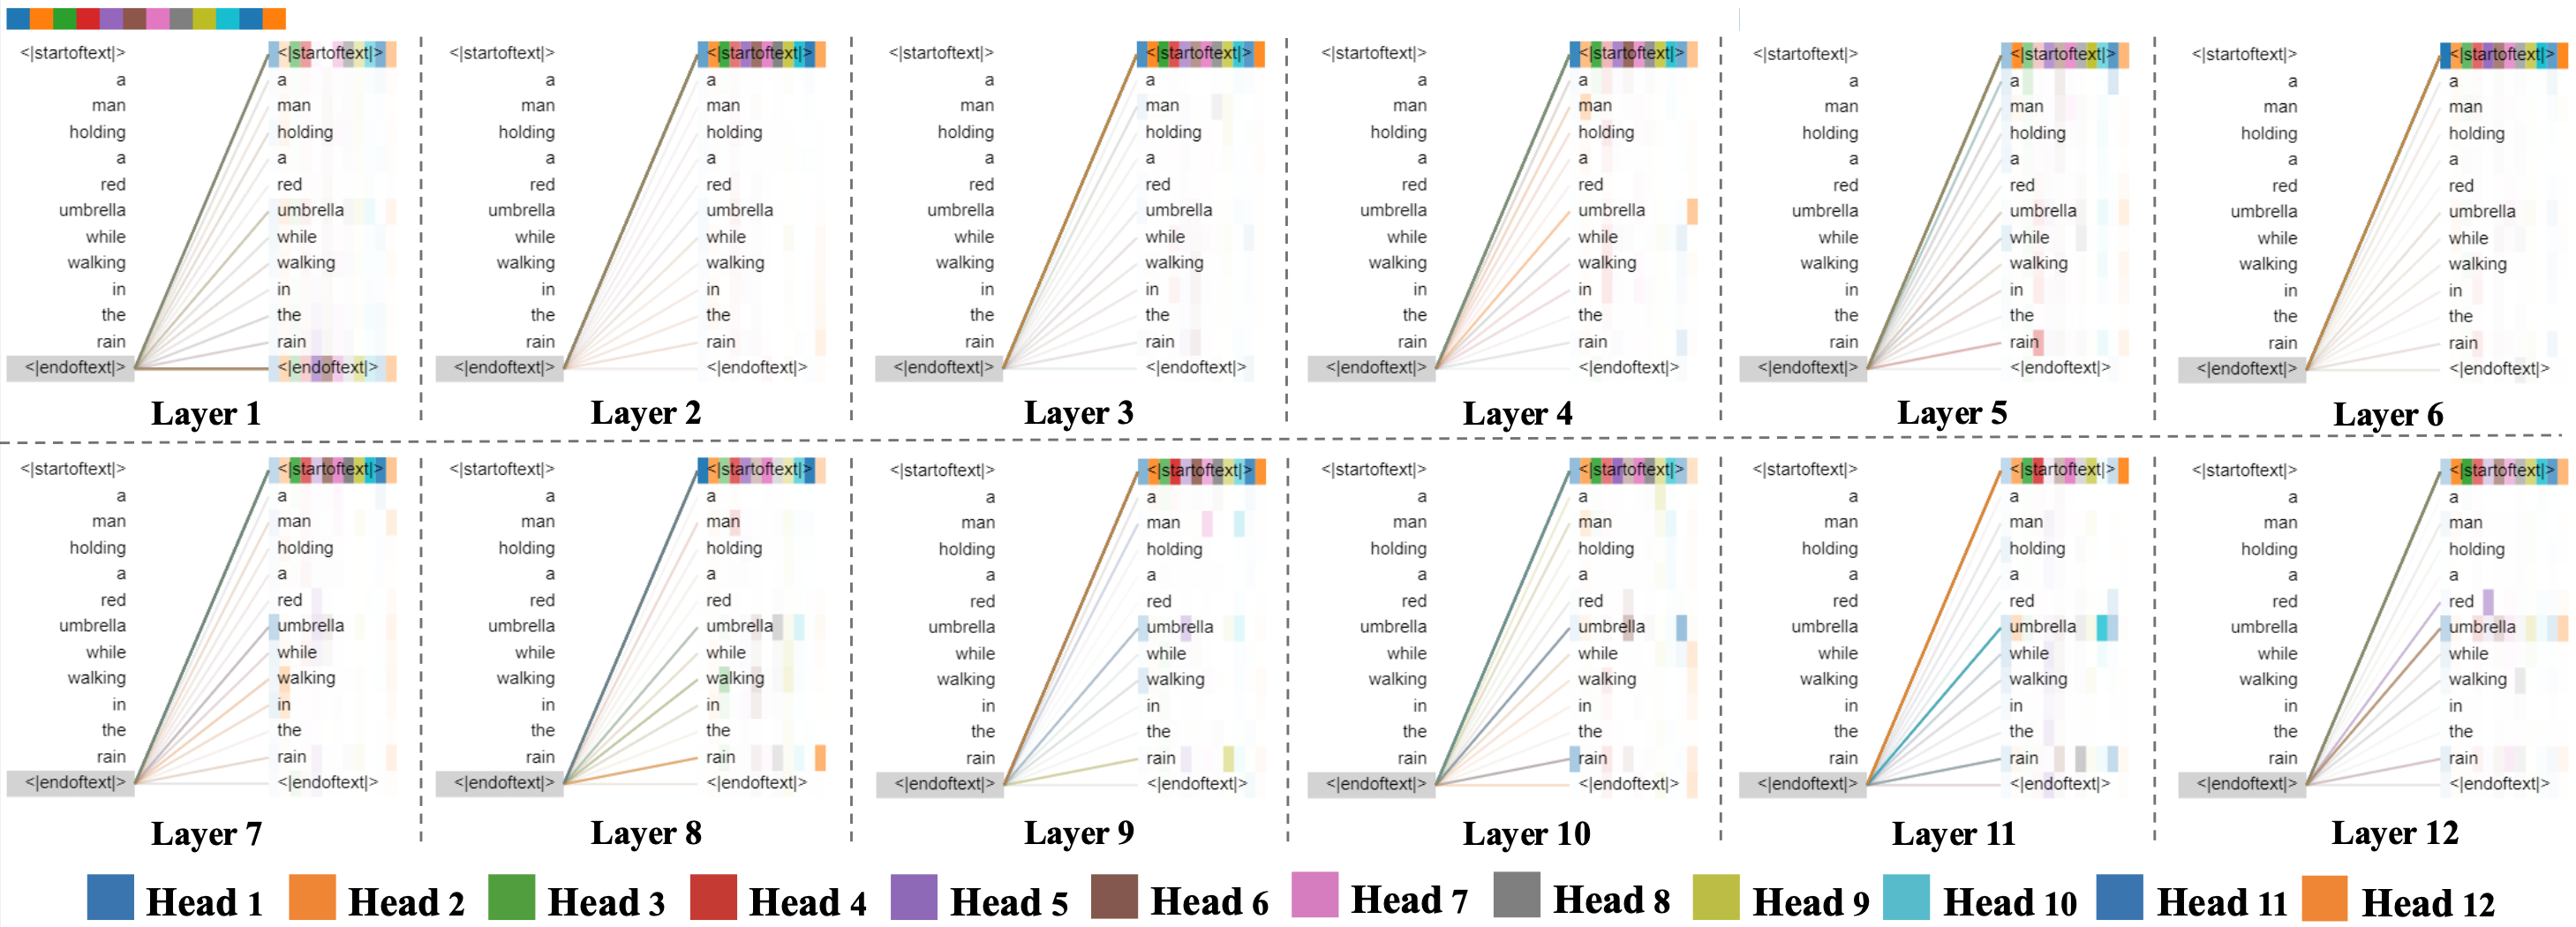 <|startoftext|> <|startoftext|>
a a
man man
holding holding
a a
red red
umbrella umbrella
while while
walking walking
in in
the the
rain rain
<|endoftext|> <|endoftext|>
Layer 1
<|startoftext|> <|startoftext|>
a a
man man
holding holding
a a
red red
umbrella umbrella
while while
walking walking
in in
the the
rain rain
<|endoftext|> <|endoftext|>
Layer 2
<|startoftext|> <|startoftext|>
a a
man man
holding holding
a a
red red
umbrella umbrella
while while
walking walking
in in
the the
rain rain
<|endoftext|> <|endoftext|>
Layer 3
<|startoftext|> <|startoftext|>
a a
man man
holding holding
a a
red red
umbrella umbrella
while while
walking walking
in in
the the
rain rain
<|endoftext|> <|endoftext|>
Layer 4
<|startoftext|> <|startoftext|>
a a
man man
holding holding
a a
red red
umbrella umbrella
while while
walking walking
in in
the the
rain rain
<|endoftext|> <|endoftext|>
Layer 5
<|startoftext|> <|startoftext|>
a a
man man
holding holding
a a
red red
umbrella umbrella
while while
walking walking
in in
the the
rain rain
<|endoftext|> <|endoftext|>
Layer 6
<|startoftext|> <|startoftext|>
a a
man man
holding holding
a a
red red
umbrella umbrella
while while
walking walking
in in
the the
rain rain
<|endoftext|> <|endoftext|>
Layer 7
<|startoftext|> <|startoftext|>
a a
man man
holding holding
a a
red red
umbrella umbrella
while while
walking walking
in in
the the
rain rain
<|endoftext|> <|endoftext|>
Layer 8
<|startoftext|> <|startoftext|>
a a
man man
holding holding
a a
red red
umbrella umbrella
while while
walking walking
in in
the the
rain rain
<|endoftext|> <|endoftext|>
Layer 9
<|startoftext|> <|startoftext|>
a a
man man
holding holding
a a
red red
umbrella umbrella
while while
walking walking
in in
the the
rain rain
<|endoftext|> <|endoftext|>
Layer 10
<|startoftext|> <|startoftext|>
a a
man man
holding holding
a a
red red
umbrella umbrella
while while
walking walking
in in
the the
rain rain
<|endoftext|> <|endoftext|>
Layer 11
<|startoftext|> <|startoftext|>
a a
man man
holding holding
a a
red red
umbrella umbrella
while while
walking walking
in in
the the
rain rain
<|endoftext|> <|endoftext|>
Layer 12
Head 1 Head 2 Head 3 Head 4 Head 5 Head 6 Head 7 Head 8 Head 9 Head 10 Head 11 Head 12